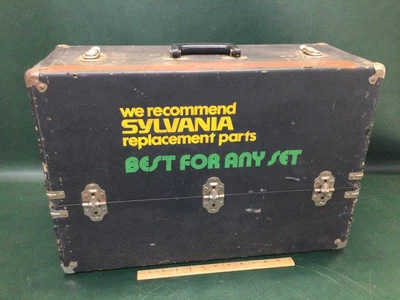 we recommend
SYLVANIA
replacement parts
BEST FOR ANY SET